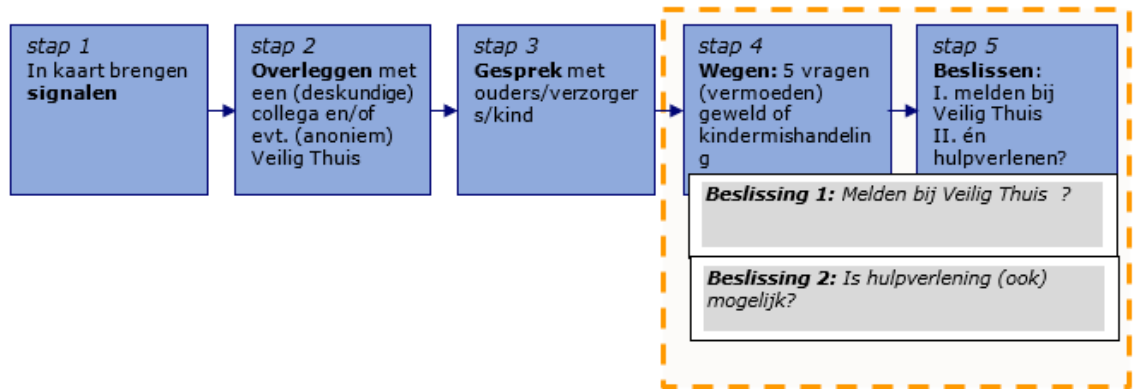 stap 1
In kaart brengen
signalen
stap 2
Overleggen met
een (deskundige)
collega en/of
evt. (anoniem)
Veilig Thuis
stap 3
Gesprek met
ouders/verzorger
s/kind
stap 4
Wegen: 5 vragen
(vermoeden)
geweld of
kindermishandelin
g
stap 5
Beslissen:
I. melden bij
Veilig Thuis
II. én
hulpverlenen?
Beslissing 1: Melden bij Veilig Thuis ?
Beslissing 2: Is hulpverlening (ook)
mogelijk?